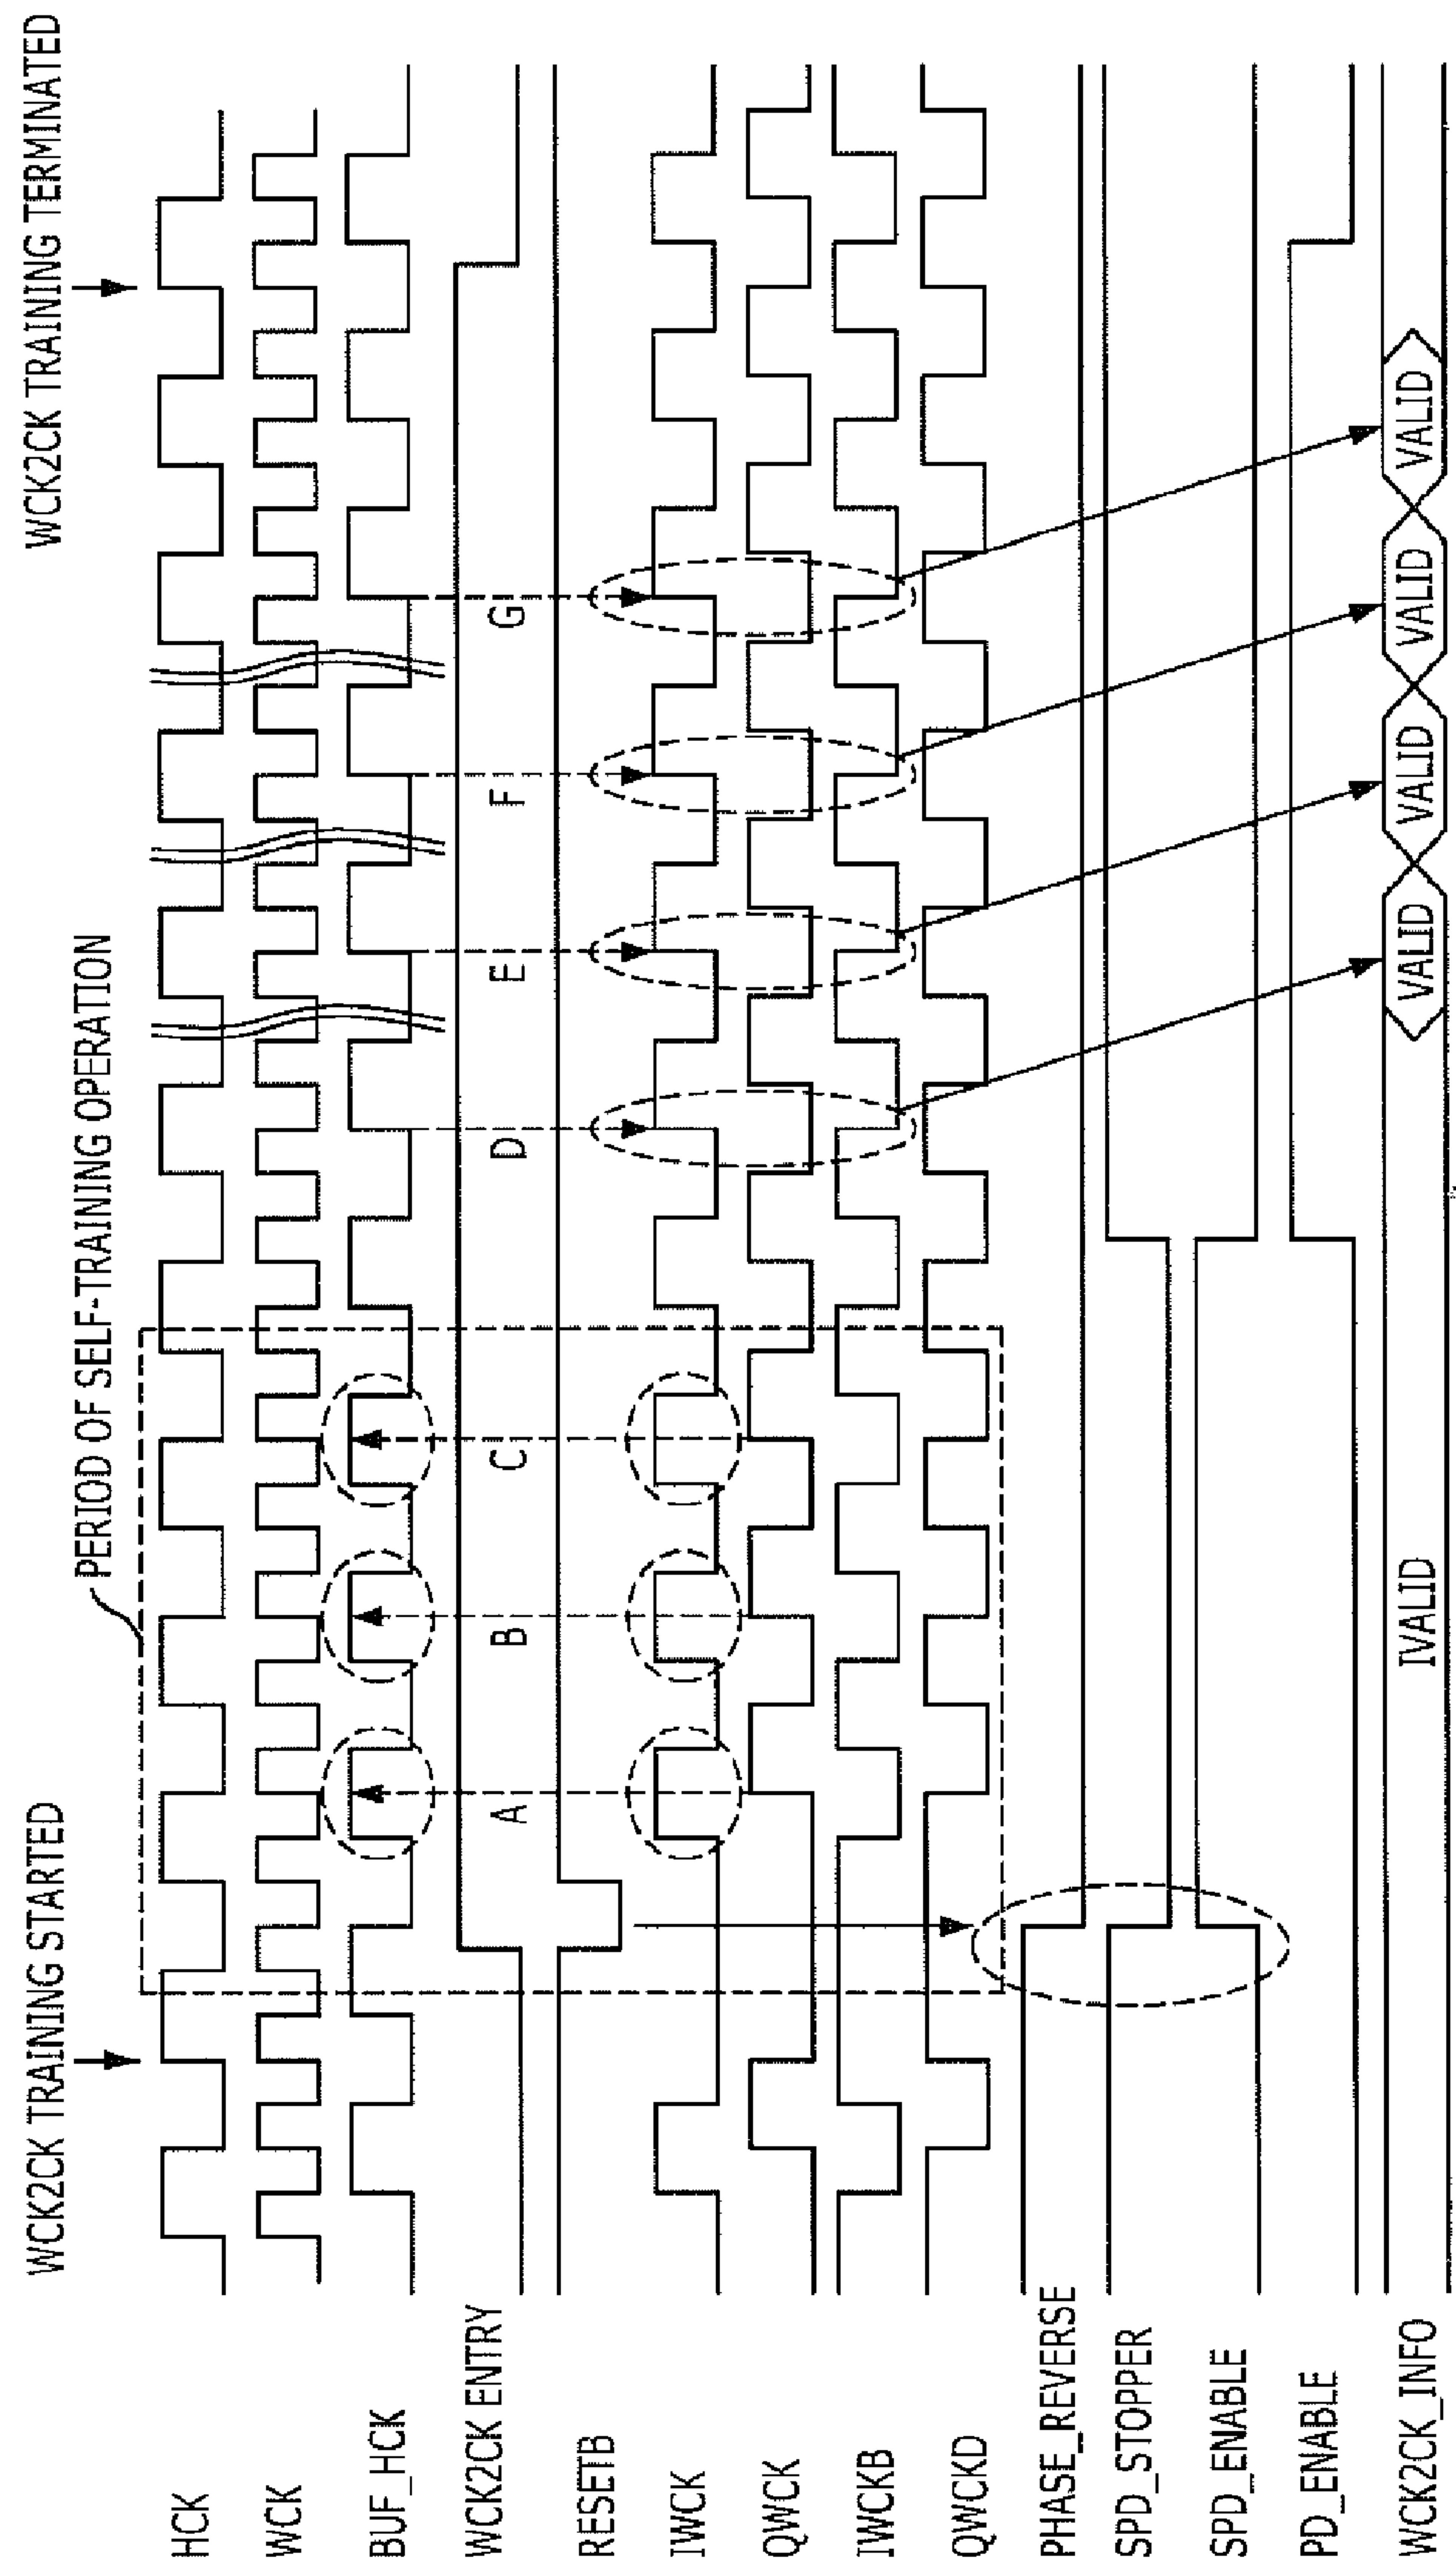 WCK2CK TRAINING STARTED
WCK2CK TRAINING TERMINATED
PERIOD OF SELF-TRAINING OPERATION
HCK
WCK
BUF_HCK
WCK2CK ENTRY
A
B
C
D
E
F
G
RESETB
IWCK
QWCK
IWCKB
QWCKD
PHASE_REVERSE
SPD_STOPPER
SPD_ENABLE
PD_ENABLE
WCK2CK_INFO
IVALID
VALID
VALID
VALID
VALID